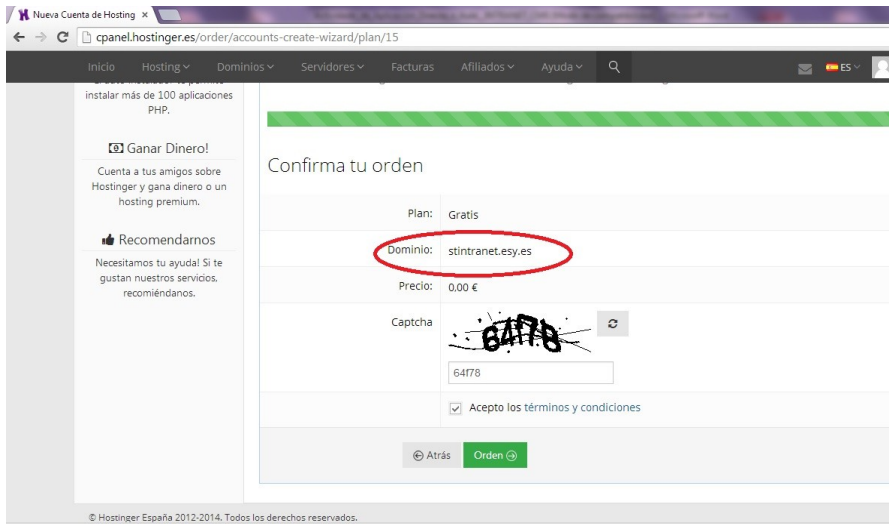 Nueva Cuenta de Hosting ×
cpanel.hostinger.es/order/accounts-create-wizard/plan/15
Inicio Hosting Dominios Servidores Facturas Afiliados Ayuda ES
instalar más de 100 aplicaciones
PHP.
Ganar Dinero!
Cuenta a tus amigos sobre
Hostinger y gana dinero o un
hosting premium.
Recomendarnos
Necesitamos tu ayuda! Si te
gustan nuestros servicios,
recomiéndanos.
Confirma tu orden
Plan: Gratis
Dominio: stintranet.esy.es
Precio: 0,00 €
Captcha 64f78
64f78
Acepto los términos y condiciones
Atrás Orden
© Hostinger España 2012-2014. Todos los derechos reservados.